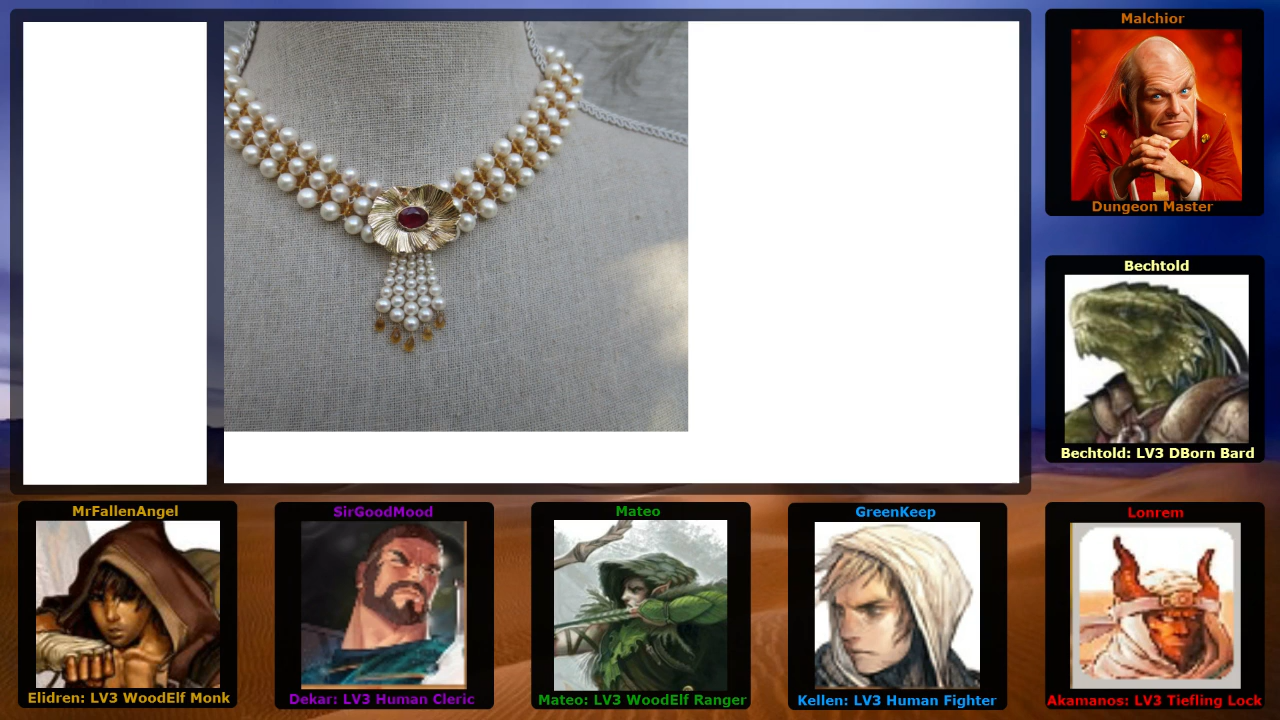 Malchior
Dungeon Master
Bechtold
Bechtold: LV3 DBorn Bard
MrFallenAngel
Elidren: LV3 WoodElf Monk
SirGoodMood
Dekar: LV3 Human Cleric
Mateo
Mateo: LV3 WoodElf Ranger
GreenKeep
Kellen: LV3 Human Fighter
Lonrem
Akamanos: LV3 Tiefling Lock